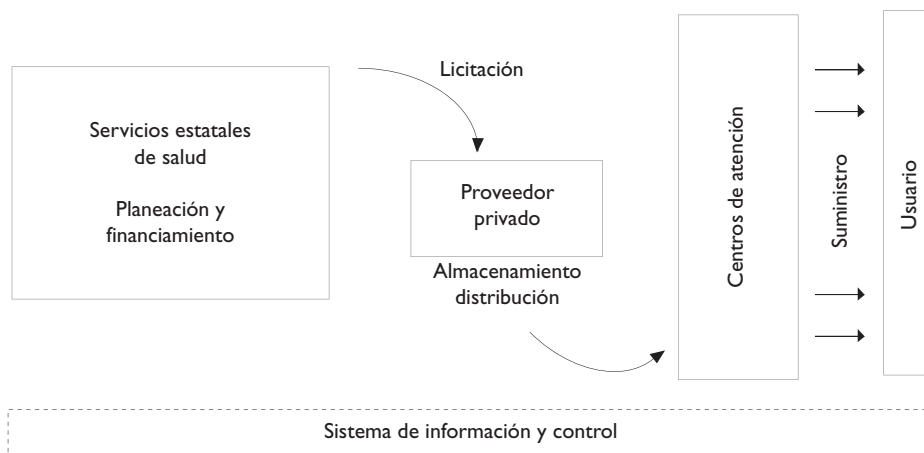 Servicios estatales
de salud
Planeación y
financiamiento
Licitación
Proveedor
privado
Almacenamiento
distribución
Centros de atención
Suministro
Usuario
Sistema de información y control